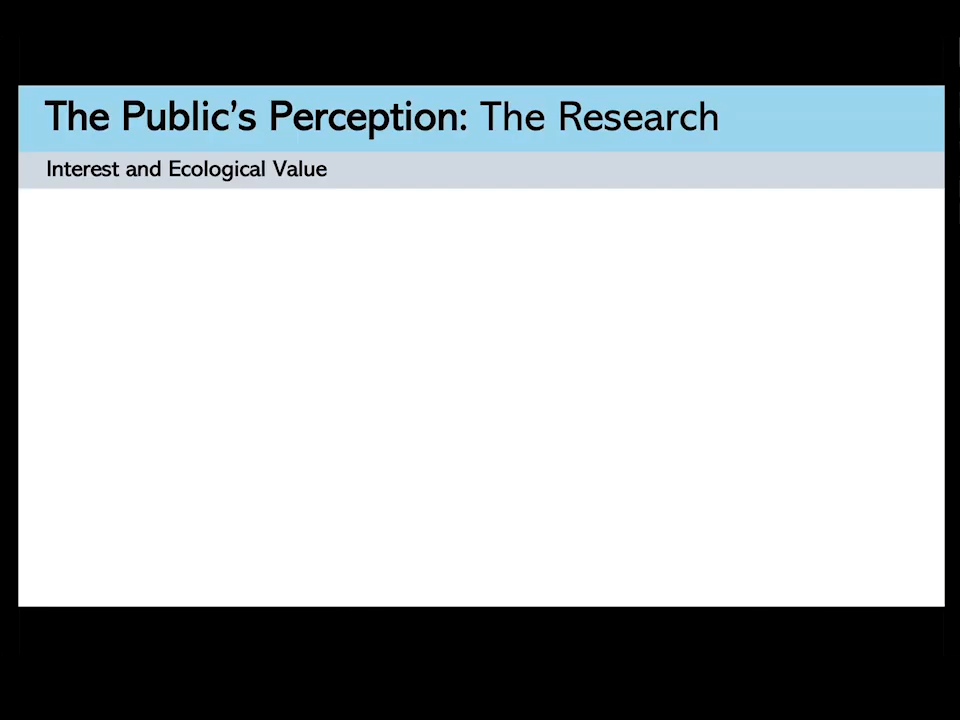 The Public’s Perception: The Research
Interest and Ecological Value